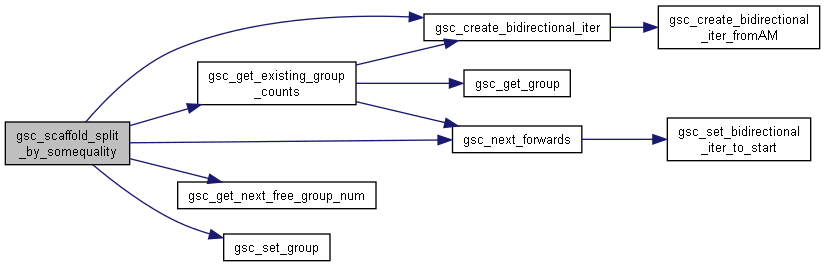 gsc_scaffold_split
_by_somequality
gsc_create_bidirectional_iter
gsc_create_bidirectional
_iter_fromAM
gsc_get_existing_group
_counts
gsc_get_group
gsc_next_forwards
gsc_set_bidirectional
_iter_to_start
gsc_get_next_free_group_num
gsc_set_group